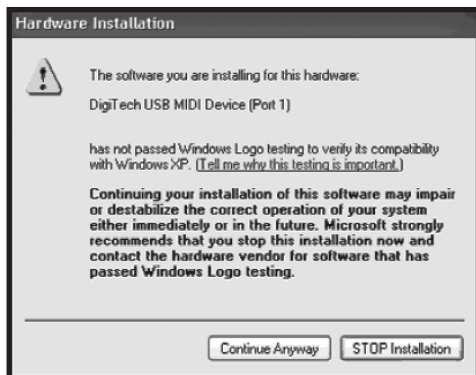 Hardware Installation
The software you are installing for this hardware:
DigiTech USB MIDI Device (Port 1)
has not passed Windows Logo testing to verify its compatibility
with Windows XP. (Tell me why this testing is important.)
Continuing your installation of this software may impair
or destabilize the correct operation of your system
either immediately or in the future. Microsoft strongly
recommends that you stop this installation now and
contact the hardware vendor for software that has
passed Windows Logo testing.
Continue Anyway STOP Installation